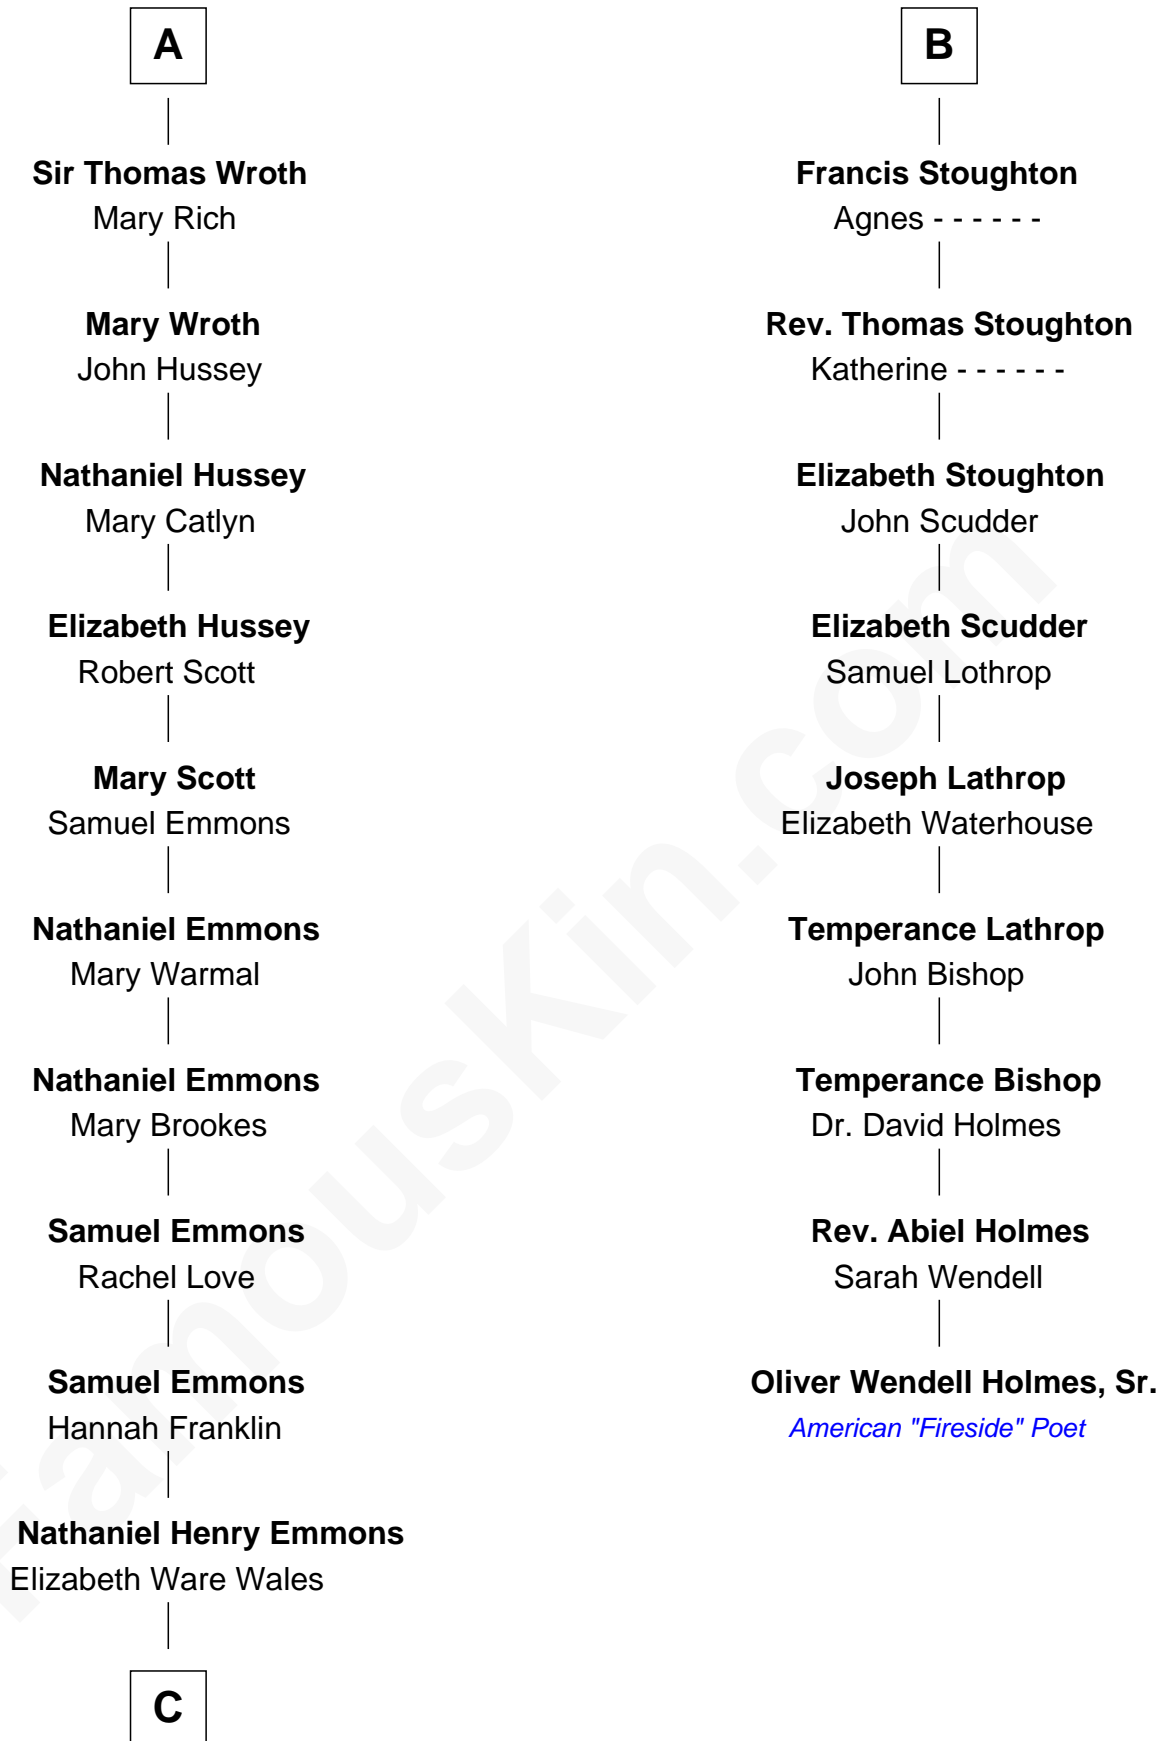 A
Sir Thomas Wroth
Mary Rich
Mary Wroth
John Hussey
Nathaniel Hussey
Mary Catlyn
Elizabeth Hussey
Robert Scott
Mary Scott
Samuel Emmons
Nathaniel Emmons
Mary Warmal
Nathaniel Emmons
Mary Brookes
Samuel Emmons
Rachel Love
Samuel Emmons
Hannah Franklin
Nathaniel Henry Emmons
Elizabeth Ware Wales
C
B
Francis Stoughton
Agnes - - - - - -
Rev. Thomas Stoughton
Katherine - - - - - -
Elizabeth Stoughton
John Scudder
Elizabeth Scudder
Samuel Lothrop
Joseph Lathrop
Elizabeth Waterhouse
Temperance Lathrop
John Bishop
Temperance Bishop
Dr. David Holmes
Rev. Abiel Holmes
Sarah Wendell
Oliver Wendell Holmes, Sr.
American "Fireside" Poet
FamousKin.com